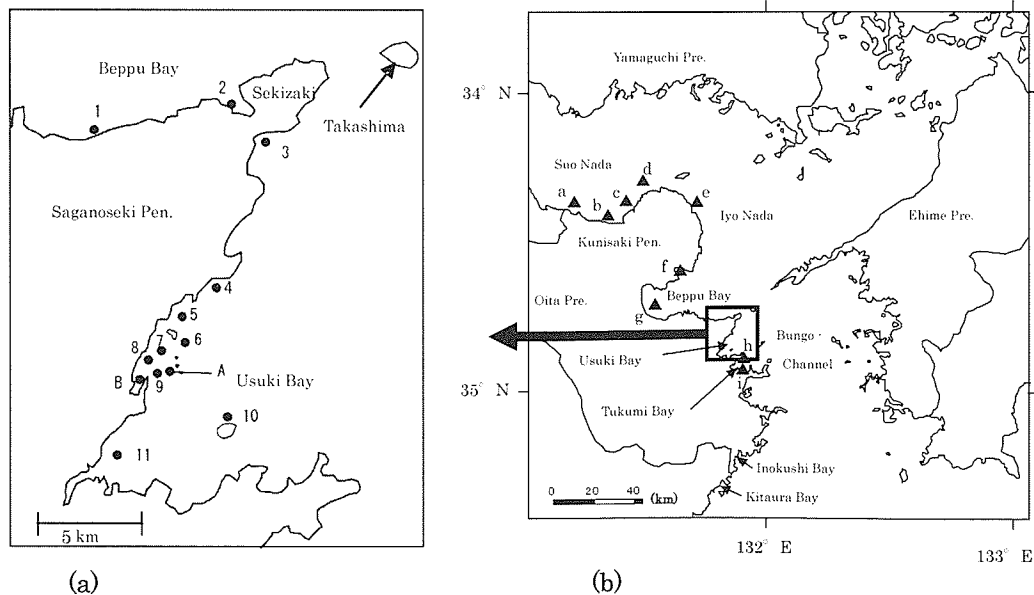 Beppu Bay
Sekizaki
Takashima
1
2
3
Saganoseki Pen.
4
5
6
7
8
A
B
9
Usuki Bay
10
11
5 km
(a)
34° N
35° N
132° E
133° E
Yamaguchi Pre.
Suo Nada
a
b
c
d
e
Iyo Nada
Kunisaki Pen.
Ehime Pre.
f
Oita Pre.
Beppu Bay
g
Bungo
Channel
Usuki Bay
h
i
Tukumi Bay
Inokushi Bay
Kitaura Bay
0 20 40 (km)
(b)